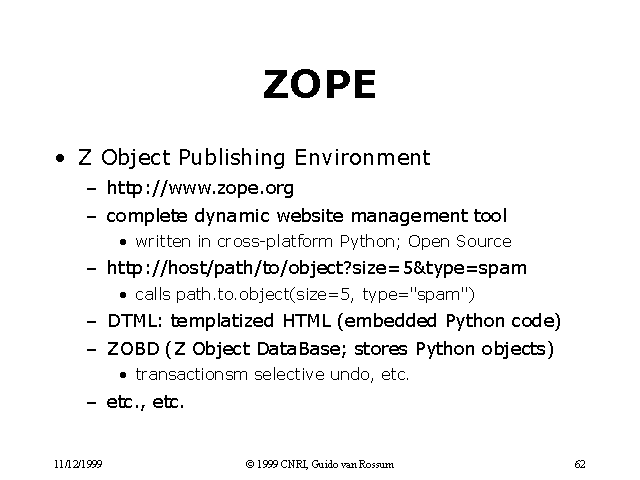 ZOPE
• Z Object Publishing Environment
– http://www.zope.org
– complete dynamic website management tool
• written in cross-platform Python; Open Source
– http://host/path/to/object?size=5&type=spam
• calls path.to.object(size=5, type="spam")
– DTML: templatized HTML (embedded Python code)
– ZOBD (Z Object DataBase; stores Python objects)
• transactionsm selective undo, etc.
– etc., etc.
11/12/1999 © 1999 CNRI, Guido van Rossum 62